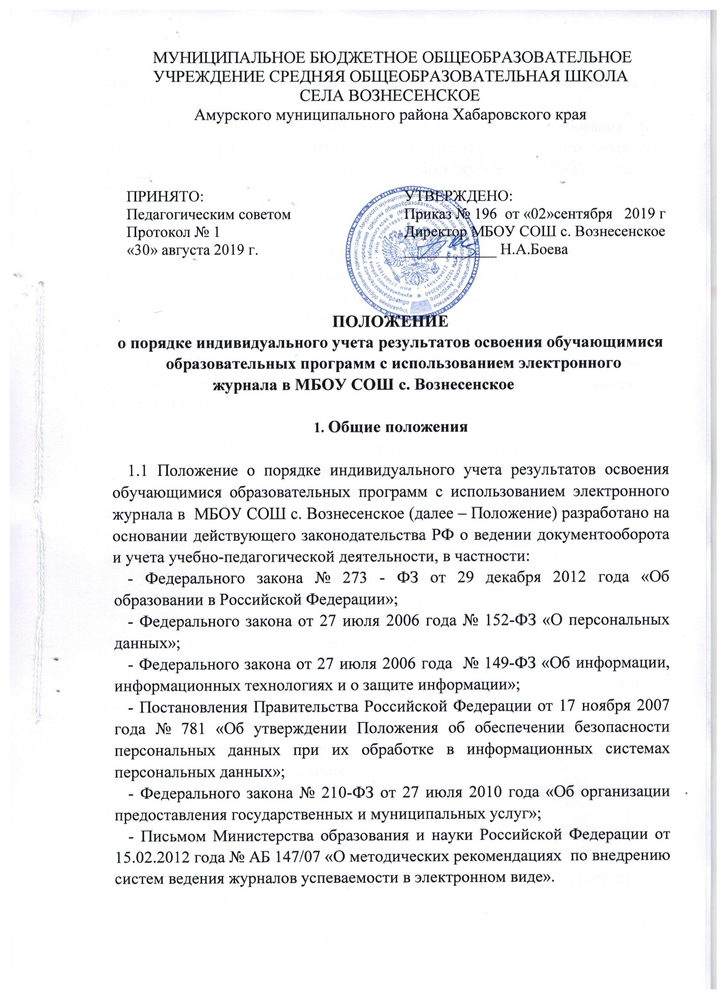 МУНИЦИПАЛЬНОЕ БЮДЖЕТНОЕ ОБЩЕОБРАЗОВАТЕЛЬНОЕ
УЧРЕЖДЕНИЕ СРЕДНЯЯ ОБЩЕОБРАЗОВАТЕЛЬНАЯ ШКОЛА
СЕЛА ВОЗНЕСЕНСКОЕ
Амурского муниципального района Хабаровского края
ПРИНЯТО:
Педагогическим советом
Протокол № 1
«30» августа 2019 г.
УТВЕРЖДЕНО:
Приказ № 196 от «02»сентября 2019 г
Директор МБОУ СОШ с. Вознесенское
____________ Н.А.Боева
ПОЛОЖЕНИЕ
о порядке индивидуального учета результатов освоения обучающимися
образовательных программ с использованием электронного
журнала в МБОУ СОШ с. Вознесенское
1. Общие положения
1.1 Положение о порядке индивидуального учета результатов освоения
обучающимися образовательных программ с использованием электронного
журнала в МБОУ СОШ с. Вознесенское (далее – Положение) разработано на
основании действующего законодательства РФ о ведении документооборота
и учета учебно-педагогической деятельности, в частности:
- Федерального закона № 273 - ФЗ от 29 декабря 2012 года «Об
образовании в Российской Федерации»;
- Федерального закона от 27 июля 2006 года № 152-ФЗ «О персональных
данных»;
- Федерального закона от 27 июля 2006 года № 149-ФЗ «Об информации,
информационных технологиях и о защите информации»;
- Постановления Правительства Российской Федерации от 17 ноября 2007
года № 781 «Об утверждении Положения об обеспечении безопасности
персональных данных при их обработке в информационных системах
персональных данных»;
- Федерального закона № 210-ФЗ от 27 июля 2010 года «Об организации
предоставления государственных и муниципальных услуг»;
- Письмом Министерства образования и науки Российской Федерации от
15.02.2012 года № АБ 147/07 «О методических рекомендациях по внедрению
систем ведения журналов успеваемости в электронном виде».